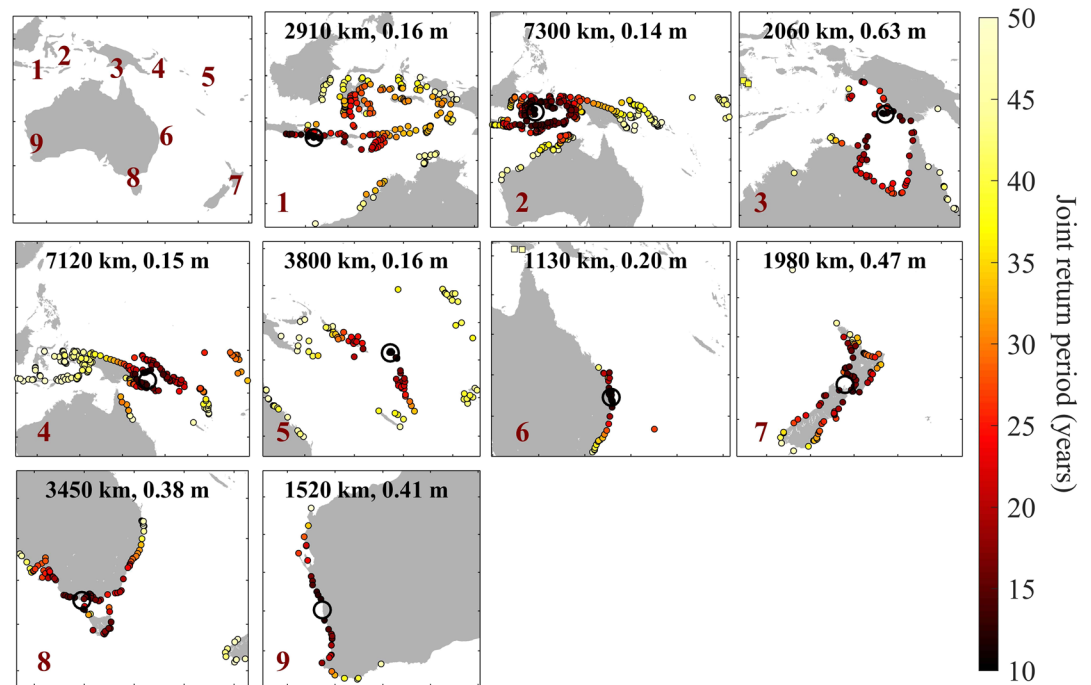 1
2
3
4
5
6
7
8
9
2910 km, 0.16 m
1
7300 km, 0.14 m
2
2060 km, 0.63 m
3
7120 km, 0.15 m
4
3800 km, 0.16 m
5
1130 km, 0.20 m
6
1980 km, 0.47 m
7
3450 km, 0.38 m
8
1520 km, 0.41 m
9
50
45
40
35
30
25
20
15
10
Joint return period (years)